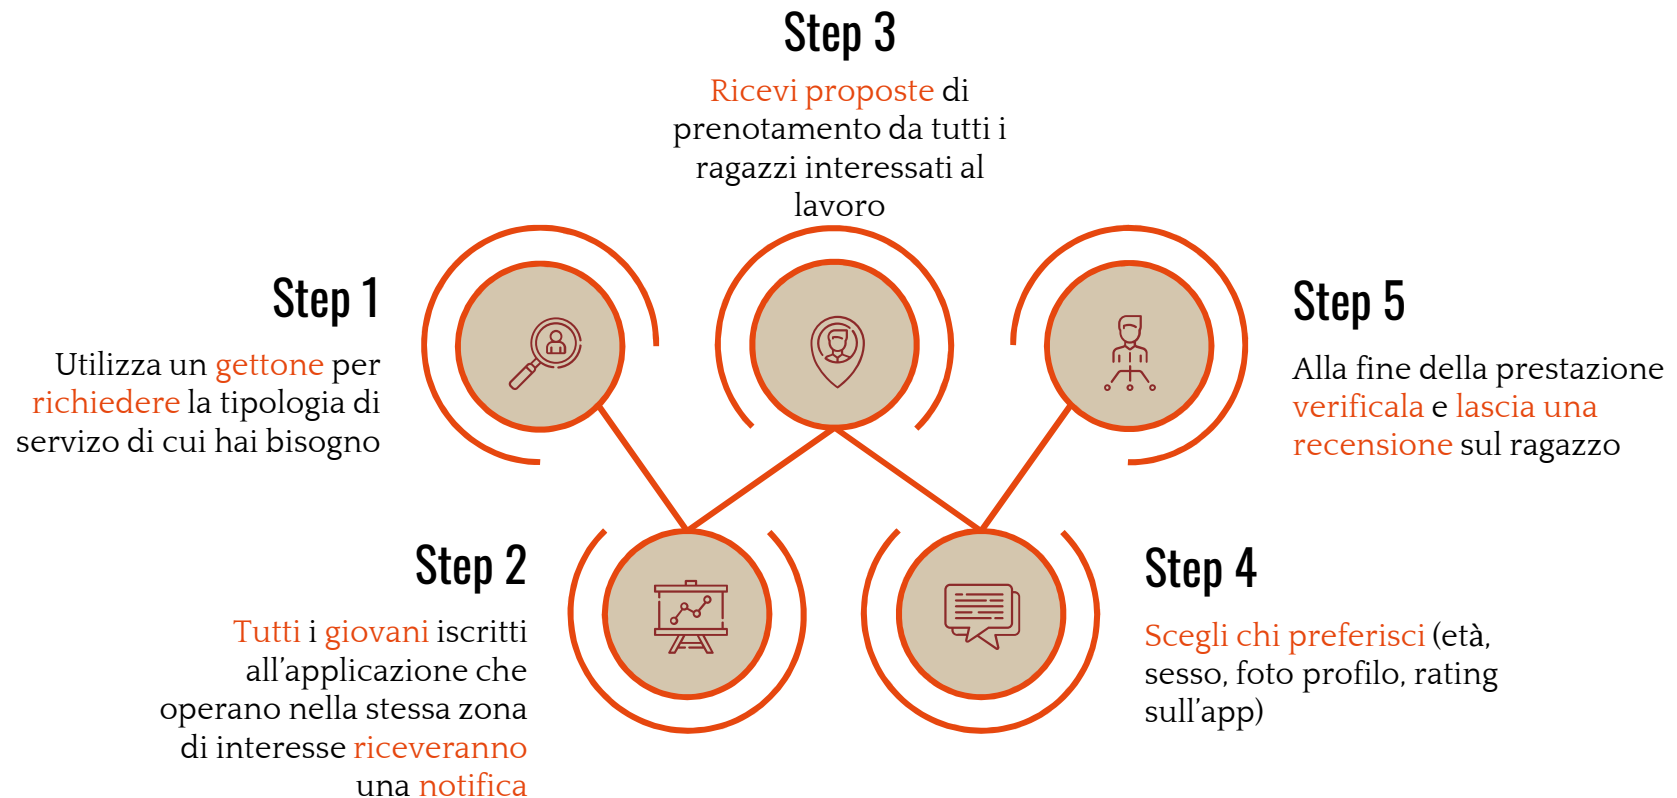 Step 1
Utilizza un gettone per
richiedere la tipologia di
servizo di cui hai bisogno
Step 2
Tutti i giovani iscritti
all’applicazione che
operano nella stessa zona
di interesse riceveranno
una notifica
Step 3
Ricevi proposte di
prenotamento da tutti i
ragazzi interessati al
lavoro
Step 4
Scegli chi preferisci (età,
sesso, foto profilo, rating
sull’app)
Step 5
Alla fine della prestazione
verificala e lascia una
recensione sul ragazzo